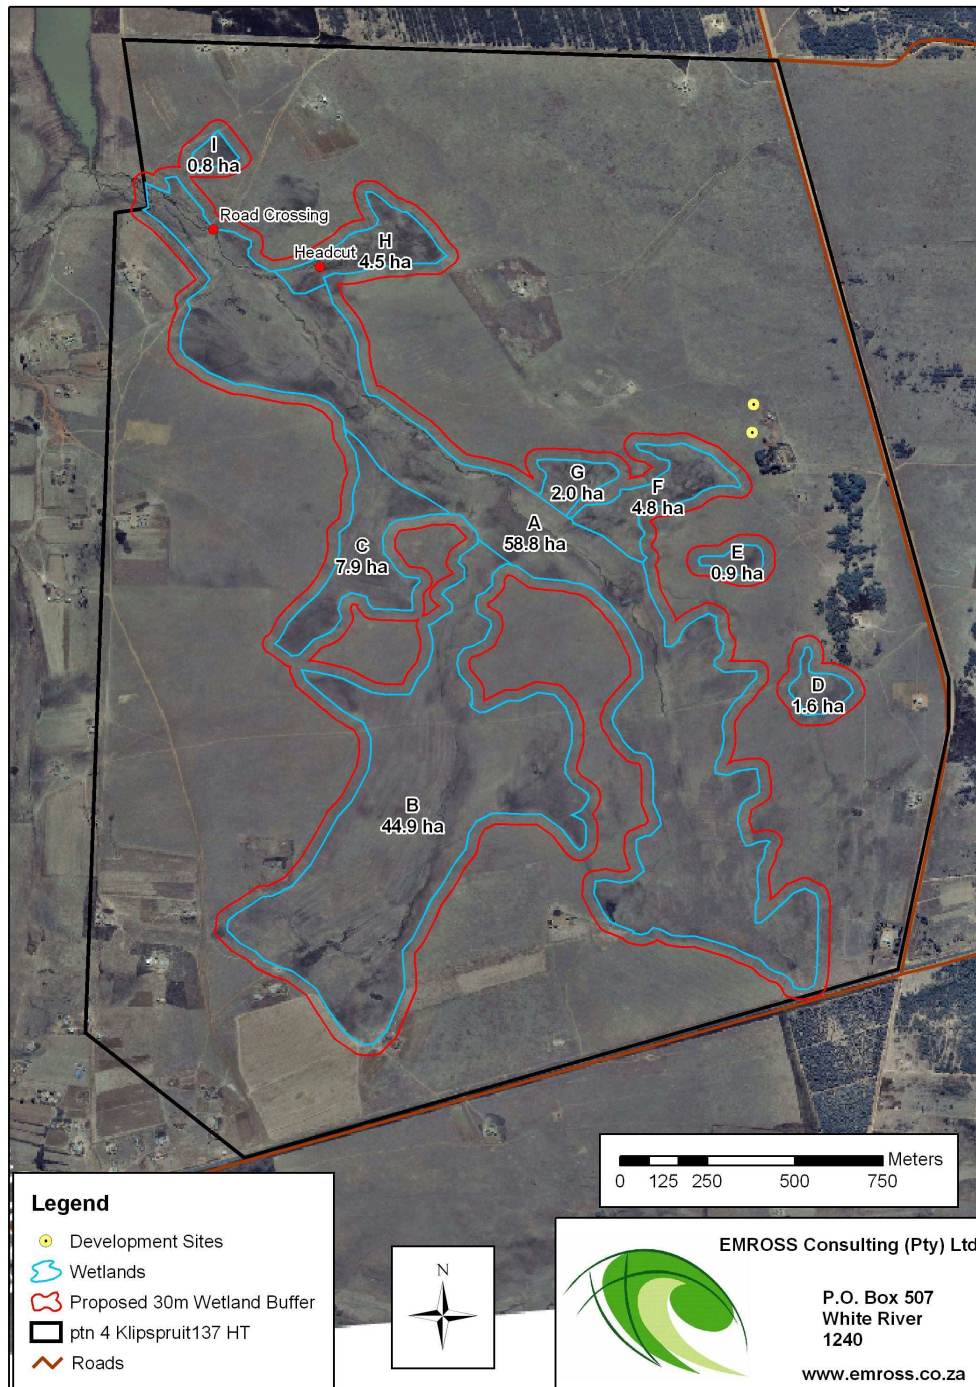 I
0.8 ha
Road Crossing
Headcut
H
4.5 ha
G
2.0 ha
F
4.8 ha
A
58.8 ha
C
7.9 ha
E
0.9 ha
D
1.6 ha
B
44.9 ha
Meters
0 125 250 500 750
Legend
Development Sites
Wetlands
Proposed 30m Wetland Buffer
ptn 4 Klipspruit137 HT
Roads
N
EMROSS Consulting (Pty) Ltd
P.O. Box 507
White River
1240
www.emross.co.za